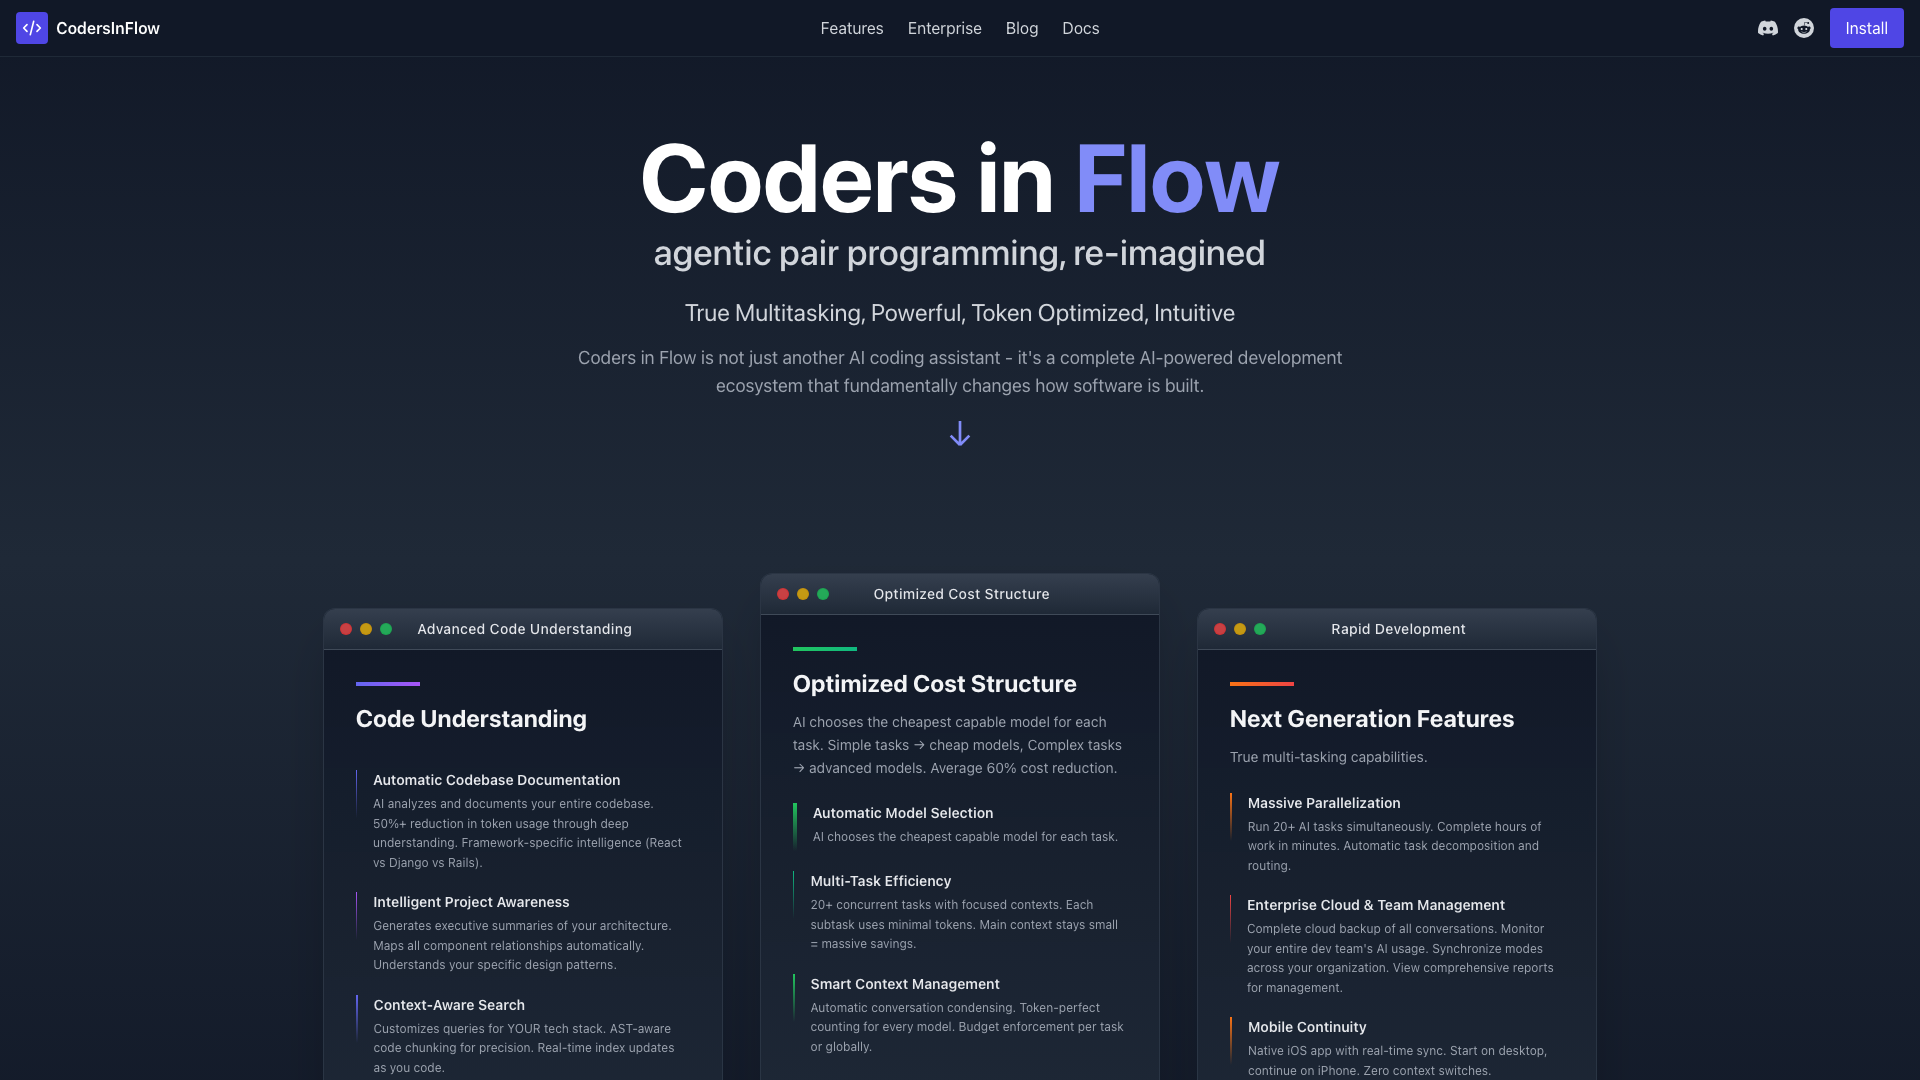 CodersInFlow
Features
Enterprise
Blog
Docs
Install
Coders in Flow
agentic pair programming, re-imagined
True Multitasking, Powerful, Token Optimized, Intuitive
Coders in Flow is not just another AI coding assistant - it's a complete AI-powered development
ecosystem that fundamentally changes how software is built.
Advanced Code Understanding
Code Understanding
Automatic Codebase Documentation
AI analyzes and documents your entire codebase.
50%+ reduction in token usage through deep
understanding. Framework-specific intelligence (React
vs Django vs Rails).
Intelligent Project Awareness
Generates executive summaries of your architecture.
Maps all component relationships automatically.
Understands your specific design patterns.
Context-Aware Search
Customizes queries for YOUR tech stack. AST-aware
code chunking for precision. Real-time index updates
as you code.
Optimized Cost Structure
Optimized Cost Structure
AI chooses the cheapest capable model for each
task. Simple tasks → cheap models, Complex tasks
→ advanced models. Average 60% cost reduction.
Automatic Model Selection
AI chooses the cheapest capable model for each task.
Multi-Task Efficiency
20+ concurrent tasks with focused contexts. Each
subtask uses minimal tokens. Main context stays small
= massive savings.
Smart Context Management
Automatic conversation condensing. Token-perfect
counting for every model. Budget enforcement per task
or globally.
Rapid Development
Next Generation Features
True multi-tasking capabilities.
Massive Parallelization
Run 20+ AI tasks simultaneously. Complete hours of
work in minutes. Automatic task decomposition and
routing.
Enterprise Cloud & Team Management
Complete cloud backup of all conversations. Monitor
your entire dev team's AI usage. Synchronize modes
across your organization. View comprehensive reports
for management.
Mobile Continuity
Native iOS app with real-time sync. Start on desktop,
continue on iPhone. Zero context switches.